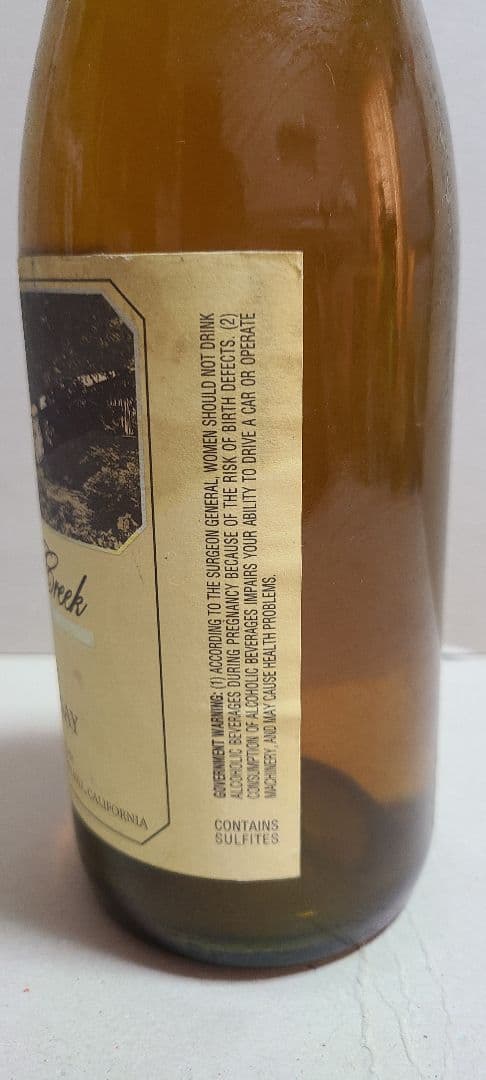 Creek
CALIFORNIA
GOVERNMENT WARNING: (1) ACCORDING TO THE SURGEON GENERAL, WOMEN SHOULD NOT DRINK
ALCOHOLIC BEVERAGES DURING PREGNANCY BECAUSE OF THE RISK OF BIRTH DEFECTS. (2)
CONSUMPTION OF ALCOHOLIC BEVERAGES IMPAIRS YOUR ABILITY TO DRIVE A CAR OR OPERATE
MACHINERY, AND MAY CAUSE HEALTH PROBLEMS.
CONTAINS
SULFITES